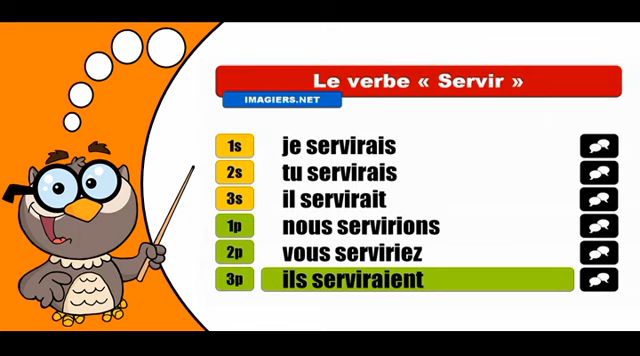 Le verbe « Servir »
IMAGIERS.NET
1s je servirais
2s tu servirais
3s il servirait
1p nous servirions
2p vous serviriez
3p ils serviraient